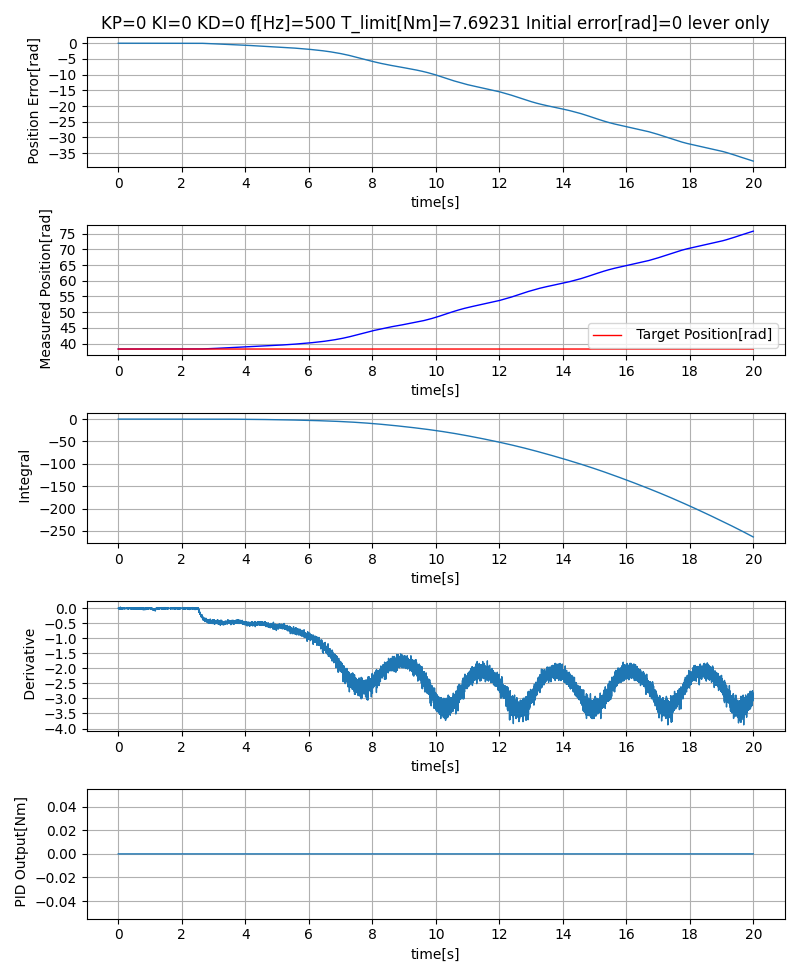 KP=0 KI=0 KD=0 f[Hz]=500 T_limit[Nm]=7.69231 Initial error[rad]=0 lever only
Position Error[rad]
0
−5
−10
−15
−20
−25
−30
−35
0 2 4 6 8 10 12 14 16 18 20
time[s]
Measured Position[rad]
75
70
65
60
55
50
45
40
Target Position[rad]
0 2 4 6 8 10 12 14 16 18 20
time[s]
Integral
0
−50
−100
−150
−200
−250
0 2 4 6 8 10 12 14 16 18 20
time[s]
Derivative
0.0
−0.5
−1.0
−1.5
−2.0
−2.5
−3.0
−3.5
−4.0
0 2 4 6 8 10 12 14 16 18 20
time[s]
PID Output[Nm]
0.04
0.02
0.00
−0.02
−0.04
0 2 4 6 8 10 12 14 16 18 20
time[s]